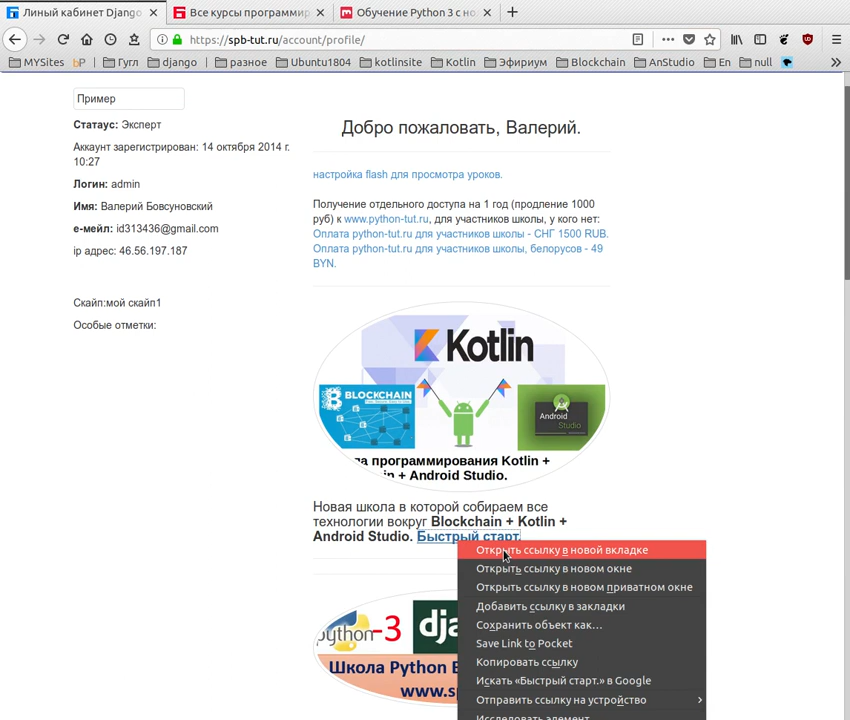 Линый кабинет Django
Все курсы программир
Обучение Python 3 с но
https://spb-tut.ru/account/profile/
MYSites
bP
Гугл
django
разное
Ubuntu1804
kotlinsite
Kotlin
Эфириум
Blockchain
AnStudio
En
null
Пример
Статаус: Эксперт
Аккаунт зарегистрирован: 14 октября 2014 г.
10:27
Логин: admin
Имя: Валерий Бовсуновский
е-мейл: id313436@gmail.com
ip адрес: 46.56.197.187
Скайп:мой скайп1
Особые отметки:
Добро пожаловать, Валерий.
настройка flash для просмотра уроков.
Получение отдельного доступа на 1 год (продление 1000
руб) к www.python-tut.ru, для участников школы, у кого нет:
Оплата python-tut.ru для участников школы - СНГ 1500 RUB.
Оплата python-tut.ru для участников школы, белорусов - 49
BYN.
Kotlin
BLOCKCHAIN
Android
Studio
а программирования Kotlin +
in + Android Studio.
Новая школа в которой собираем все
технологии вокруг Blockchain + Kotlin +
Android Studio. Быстрый старт.
Открыть ссылку в новой вкладке
Открыть ссылку в новом окне
Открыть ссылку в новом приватном окне
Добавить ссылку в закладки
Сохранить объект как…
Save Link to Pocket
Копировать ссылку
Искать «Быстрый старт.» в Google
Отправить ссылку на устройство
Исследовать элемент
python-3
dja
Школа Python
www.s